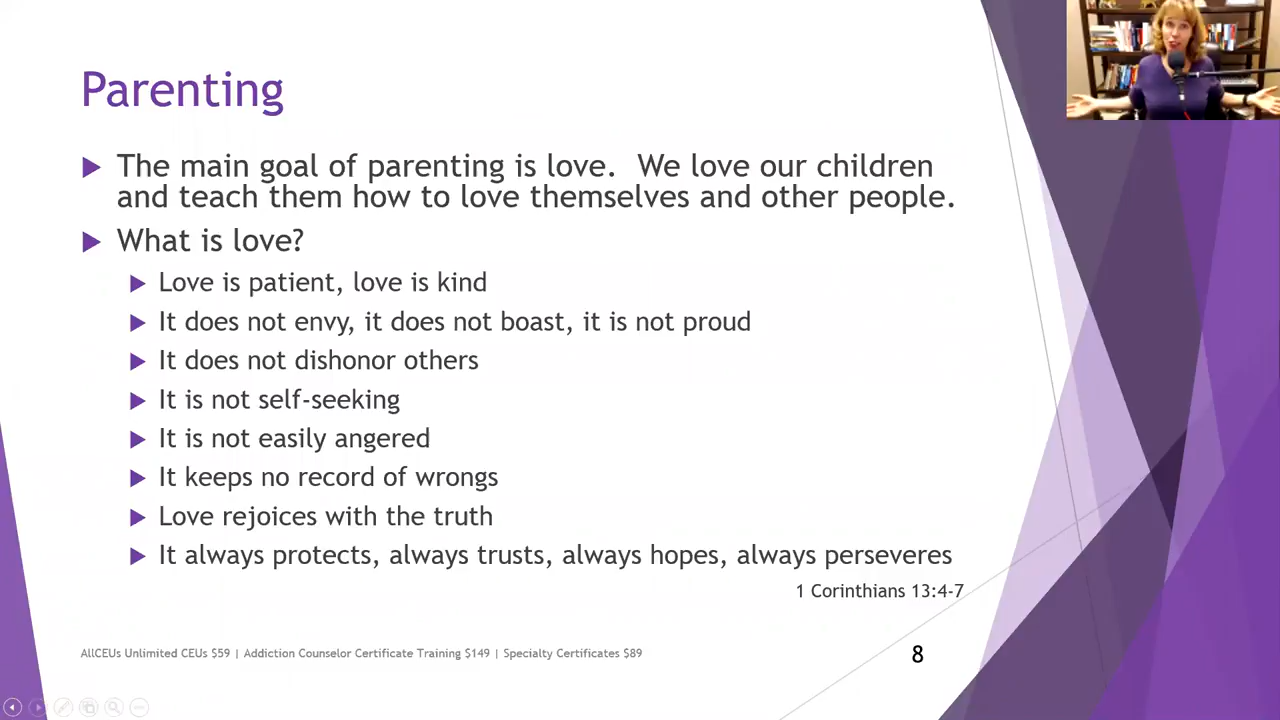 Parenting
The main goal of parenting is love. We love our children
and teach them how to love themselves and other people.
What is love?
Love is patient, love is kind
It does not envy, it does not boast, it is not proud
It does not dishonor others
It is not self-seeking
It is not easily angered
It keeps no record of wrongs
Love rejoices with the truth
It always protects, always trusts, always hopes, always perseveres
1 Corinthians 13:4-7
AllCEUs Unlimited CEUs $59 | Addiction Counselor Certificate Training $149 | Specialty Certificates $89
8